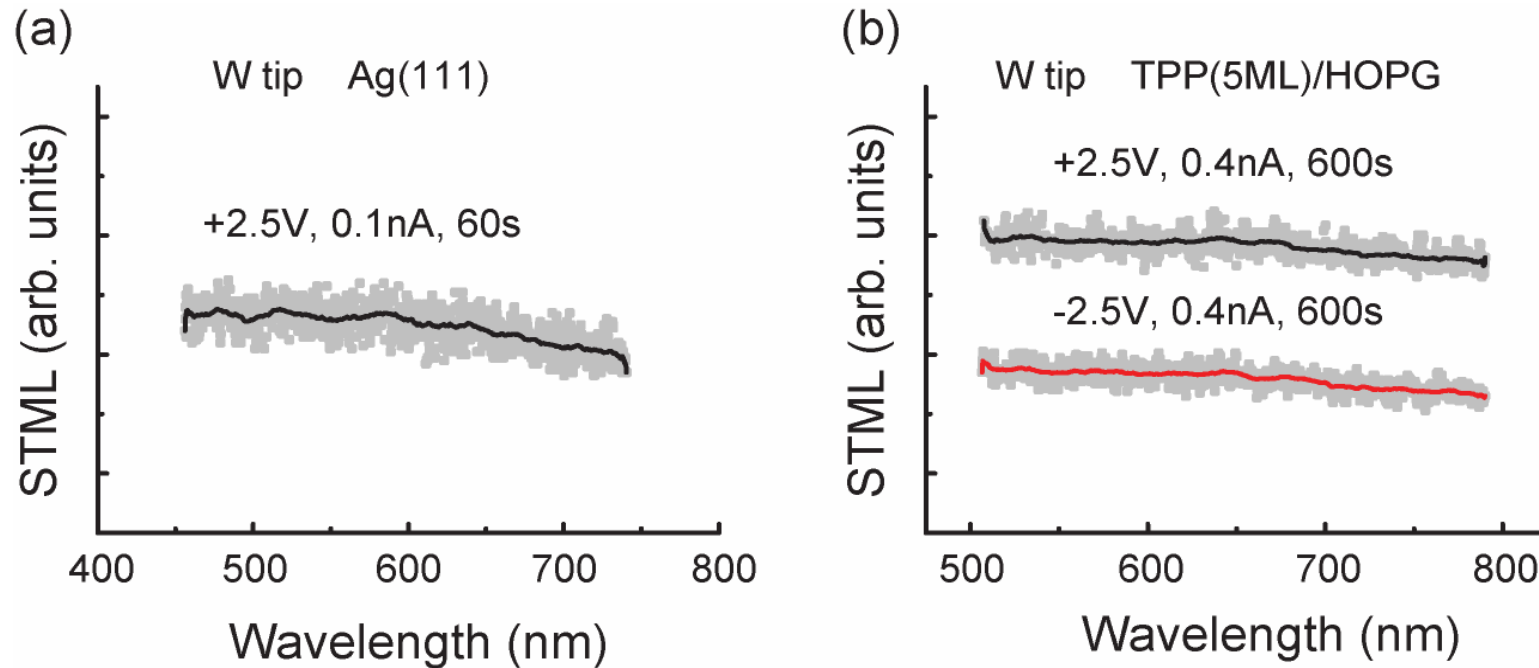 (a)
W tip Ag(111)
+2.5V, 0.1nA, 60s
STML (arb. units)
400 500 600 700 800
Wavelength (nm)
(b)
W tip TPP(5ML)/HOPG
+2.5V, 0.4nA, 600s
-2.5V, 0.4nA, 600s
STML (arb. units)
500 600 700 800
Wavelength (nm)